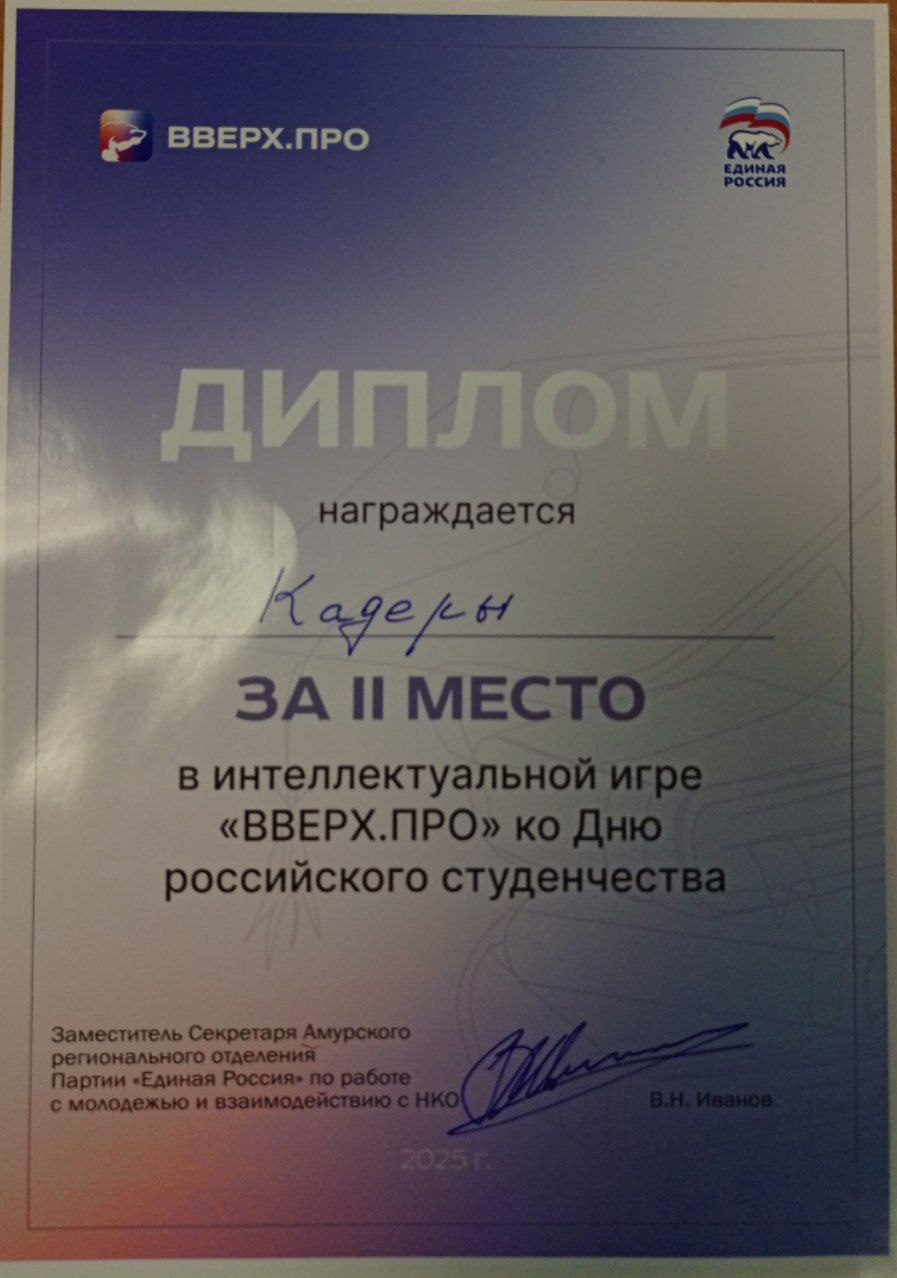 ВВЕРХ.ПРО
ЕДИНАЯ
РОССИЯ
ДИПЛОМ
награждается
Кадеры
ЗА II МЕСТО
в интеллектуальной игре
«ВВЕРХ.ПРО» ко Дню
российского студенчества
Заместитель Секретаря Амурского
регионального отделения
Партии «Единая Россия» по работе
с молодежью и взаимодействию с НКО
В.Н. Иванов
2025 г.